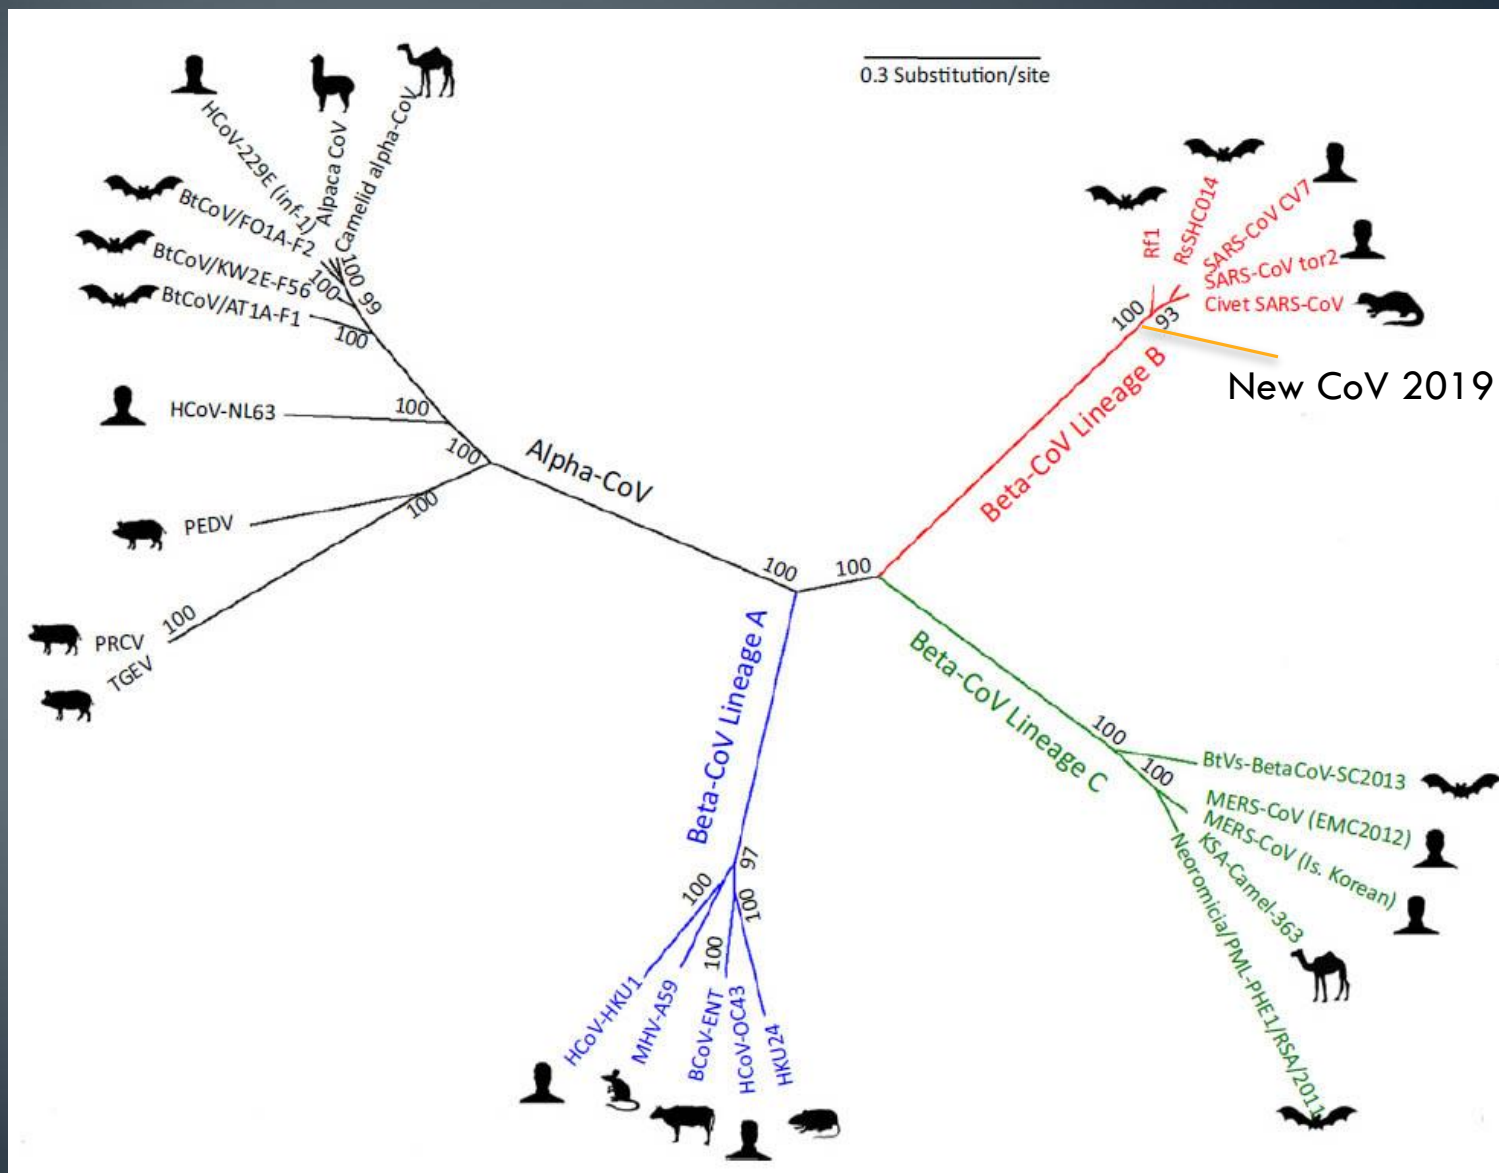 0.3 Substitution/site
HCoV-229E (inf-1)
Alpaca CoV
Camelid alpha-CoV
BtCoV/FO1A-F2
BtCoV/KW2E-F56
BtCoV/AT1A-F1
100
100
99
100
HCoV-NL63
100
100
Alpha-CoV
PEDV
100
PRCV
100
TGEV
100
100
Rf1
RsSHC014
SARS-CoV CV7
SARS-CoV tor2
Civet SARS-CoV
100
93
New CoV 2019
Beta-CoV Lineage B
Beta-CoV Lineage A
97
100
100
100
HCoV-HKU1
MHV-A59
BCoV-ENT
HCoV-OC43
HKU24
Beta-CoV Lineage C
100
100
BtVs-BetaCoV-SC2013
MERS-CoV (EMC2012)
MERS-CoV (Is. Korean)
KSA-Camel-363
Neoromicia/PML-PHE1/RSA/2011